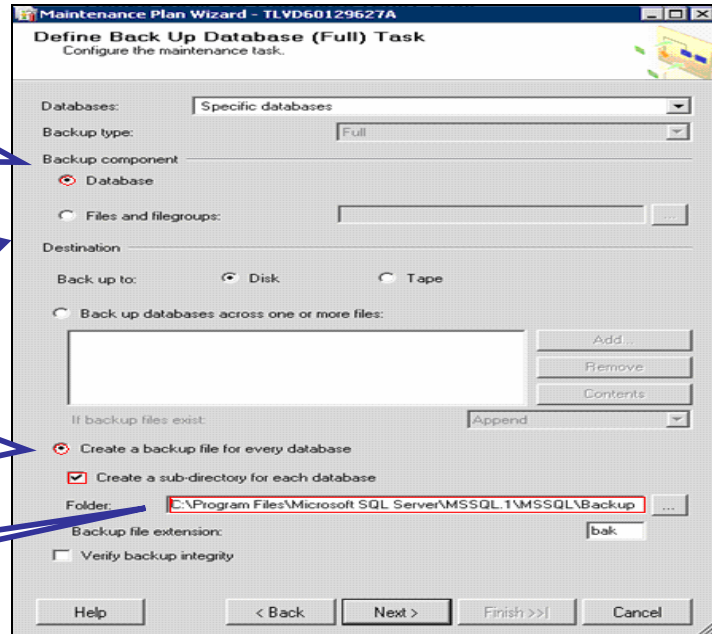 Maintenance Plan Wizard - TLVD60129627A
Define Back Up Database (Full) Task
Configure the maintenance task.
Databases: Specific databases
Backup type: Full
Backup component
Database
Files and filegroups: ...
Destination
Back up to: Disk Tape
Back up databases across one or more files:
Add...
Remove
Contents
If backup files exist: Append
Create a backup file for every database
Create a sub-directory for each database
Folder: C:\Program Files\Microsoft SQL Server\MSSQL.1\MSSQL\Backup ...
Backup file extension: bak
Verify backup integrity
Help < Back Next > Finish >>| Cancel